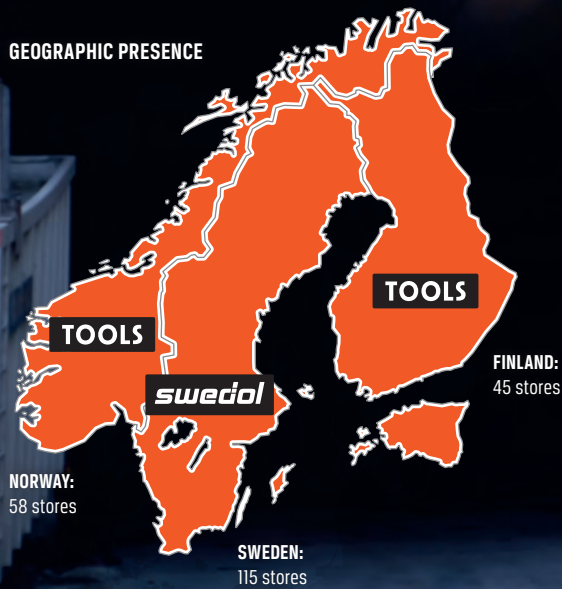 GEOGRAPHIC PRESENCE
TOOLS
TOOLS
swedol
FINLAND:
45 stores
NORWAY:
58 stores
SWEDEN:
115 stores